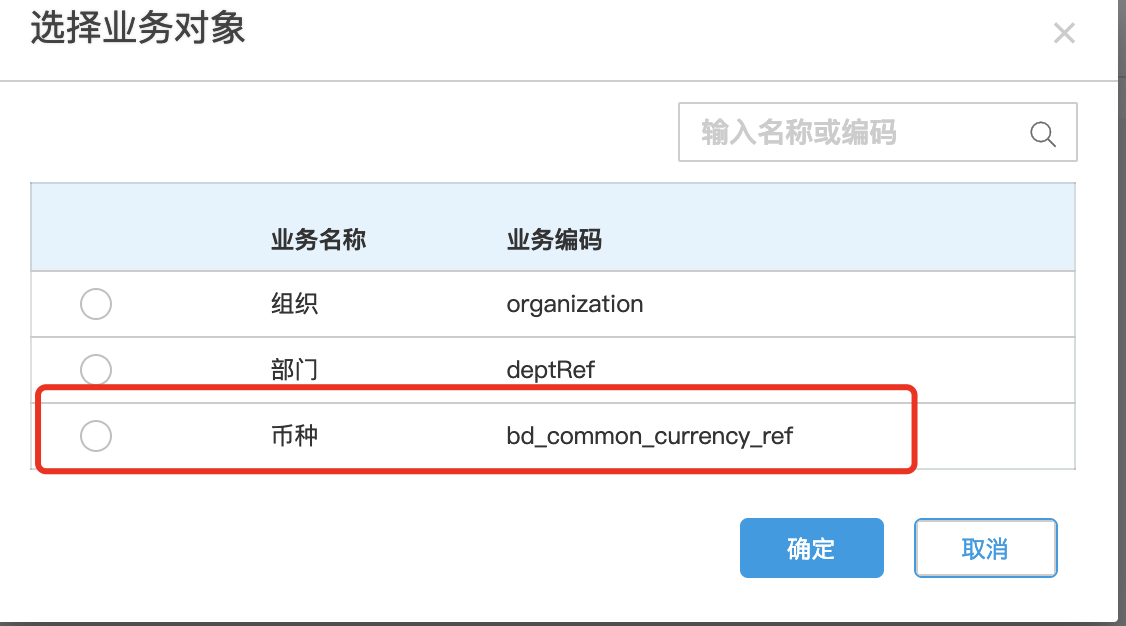 选择业务对象
输入名称或编码
业务名称 业务编码
组织 organization
部门 deptRef
币种 bd_common_currency_ref
确定 取消